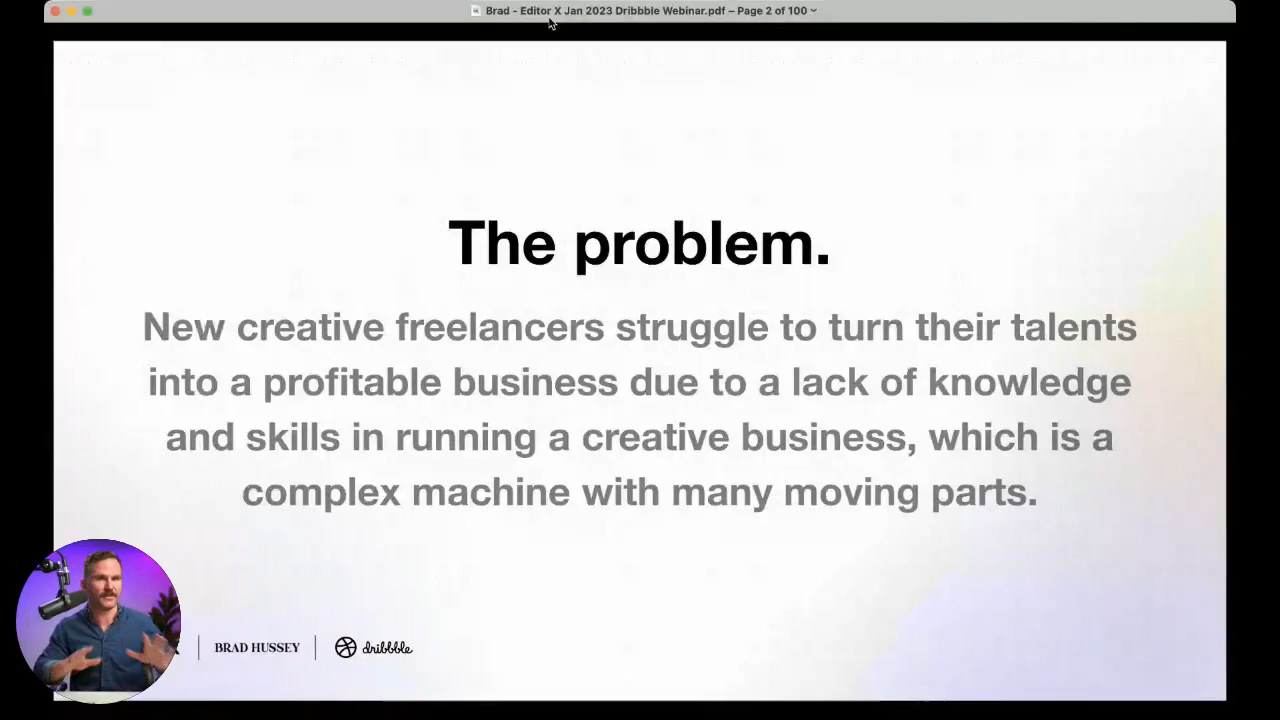 Brad - Editor X Jan 2023 Dribbble Webinar.pdf – Page 2 of 100
The problem.
New creative freelancers struggle to turn their talents
into a profitable business due to a lack of knowledge
and skills in running a creative business, which is a
complex machine with many moving parts.
BRAD HUSSEY
dribbble